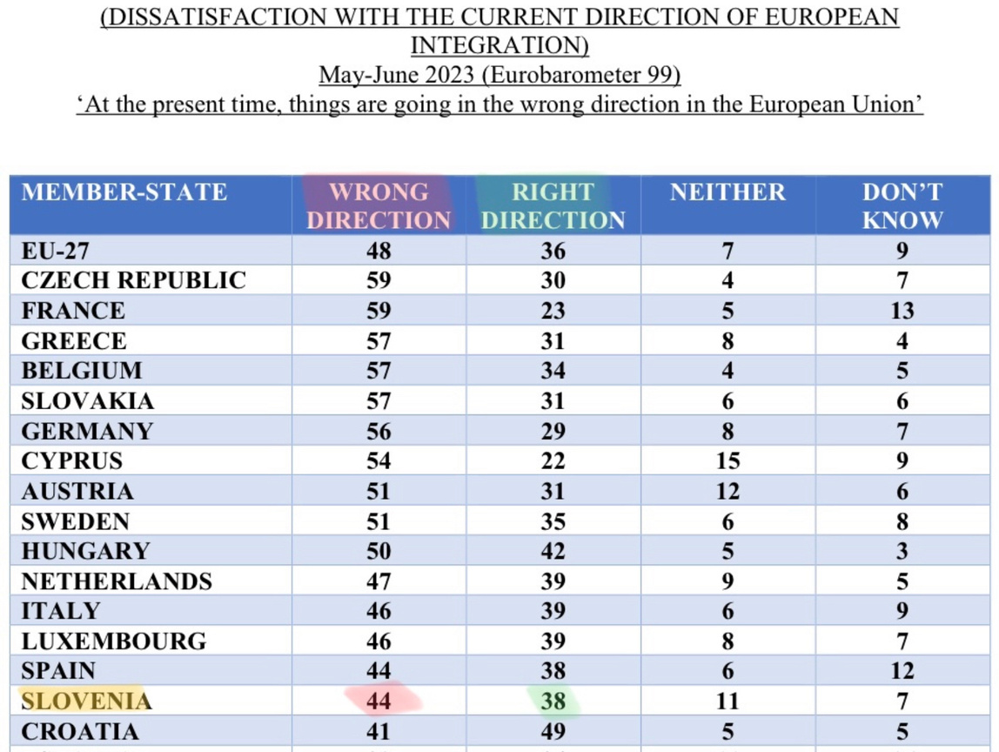 (DISSATISFACTION WITH THE CURRENT DIRECTION OF EUROPEAN
INTEGRATION)
May-June 2023 (Eurobarometer 99)
‘At the present time, things are going in the wrong direction in the European Union’
MEMBER-STATE WRONG DIRECTION RIGHT DIRECTION NEITHER DON’T KNOW
EU-27 48 36 7 9
CZECH REPUBLIC 59 30 4 7
FRANCE 59 23 5 13
GREECE 57 31 8 4
BELGIUM 57 34 4 5
SLOVAKIA 57 31 6 6
GERMANY 56 29 8 7
CYPRUS 54 22 15 9
AUSTRIA 51 31 12 6
SWEDEN 51 35 6 8
HUNGARY 50 42 5 3
NETHERLANDS 47 39 9 5
ITALY 46 39 6 9
LUXEMBOURG 46 39 8 7
SPAIN 44 38 6 12
SLOVENIA 44 38 11 7
CROATIA 41 49 5 5